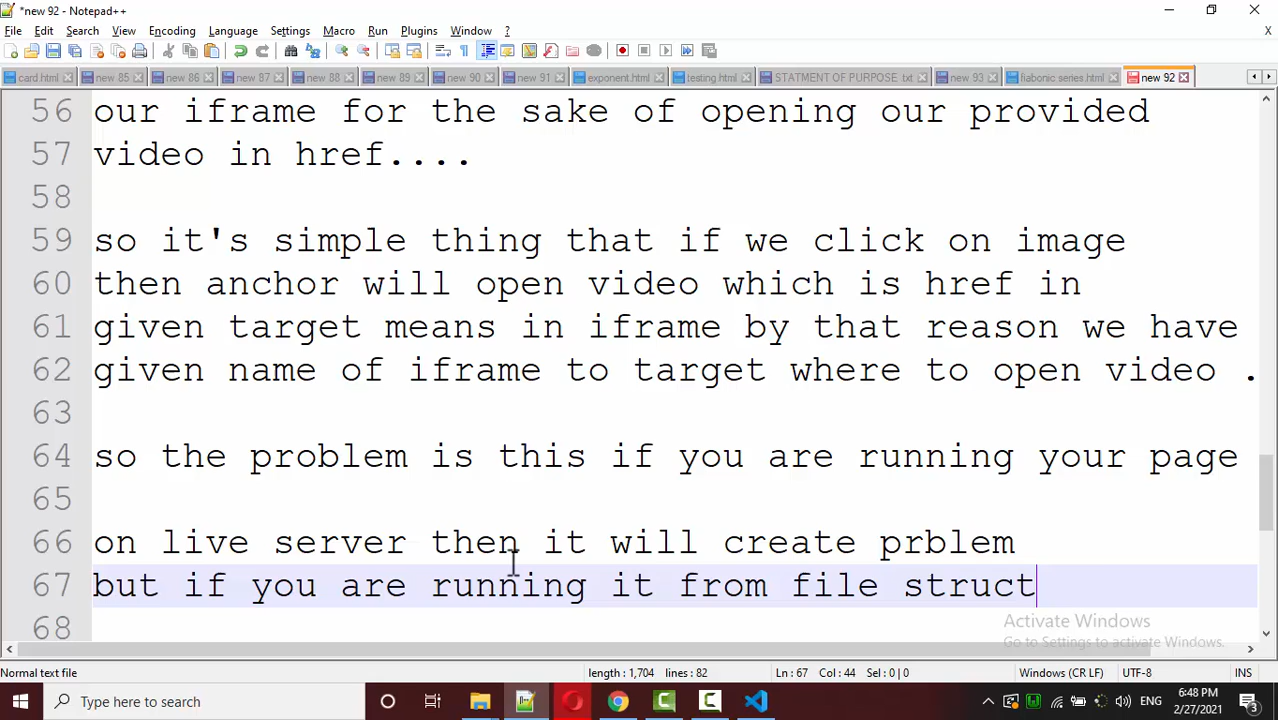 *new 92 - Notepad++
File Edit Search View Encoding Language Settings Macro Run Plugins Window ?
X
card.html new 85 new 86 new 87 new 88 new 89 new 90 new 91 exponent.html testing.html STATMENT OF PURPOSE .txt new 93 fiabonic series.html new 92
56 our iframe for the sake of opening our provided
57 video in href....
58
59 so it's simple thing that if we click on image
60 then anchor will open video which is href in
61 given target means in iframe by that reason we have
62 given name of iframe to target where to open video .
63
64 so the problem is this if you are running your page
65
66 on live server then it will create prblem
67 but if you are running it from file struct
68
Activate Windows
Go to Settings to activate Windows.
Normal text file length : 1,704 lines : 82 Ln : 67 Col : 44 Sel : 0 | 0 Windows (CR LF) UTF-8 INS
Type here to search ENG 6:48 PM
2/27/2021 3